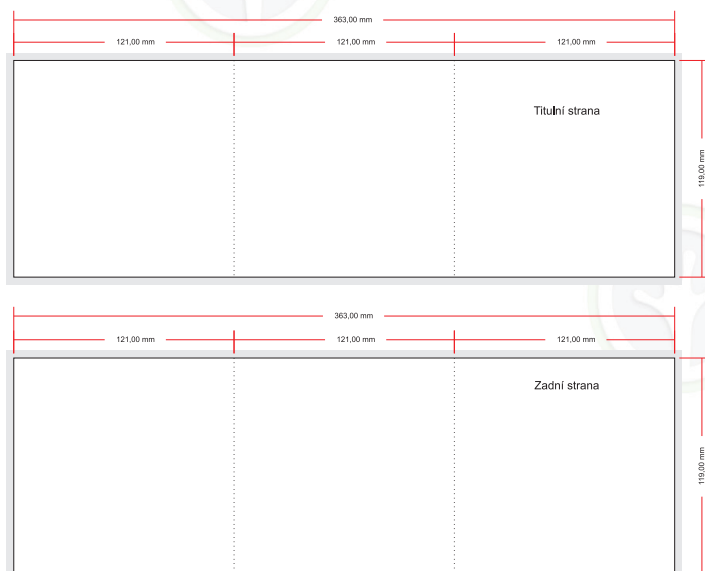 363,00 mm
121,00 mm 121,00 mm 121,00 mm
Titulní strana
119,00 mm
363,00 mm
121,00 mm 121,00 mm 121,00 mm
Zadní strana
119,00 mm